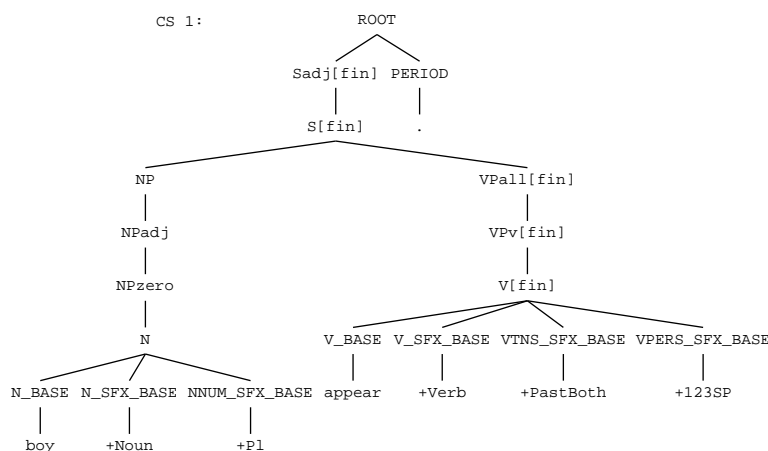 CS 1: ROOT
Sadj[fin] PERIOD
S[fin] .
NP VPall[fin]
NPadj VPv[fin]
NPzero V[fin]
N V_BASE V_SFX_BASE VTNS_SFX_BASE VPERS_SFX_BASE
N_BASE N_SFX_BASE NNUM_SFX_BASE appear +Verb +PastBoth +123SP
boy +Noun +Pl